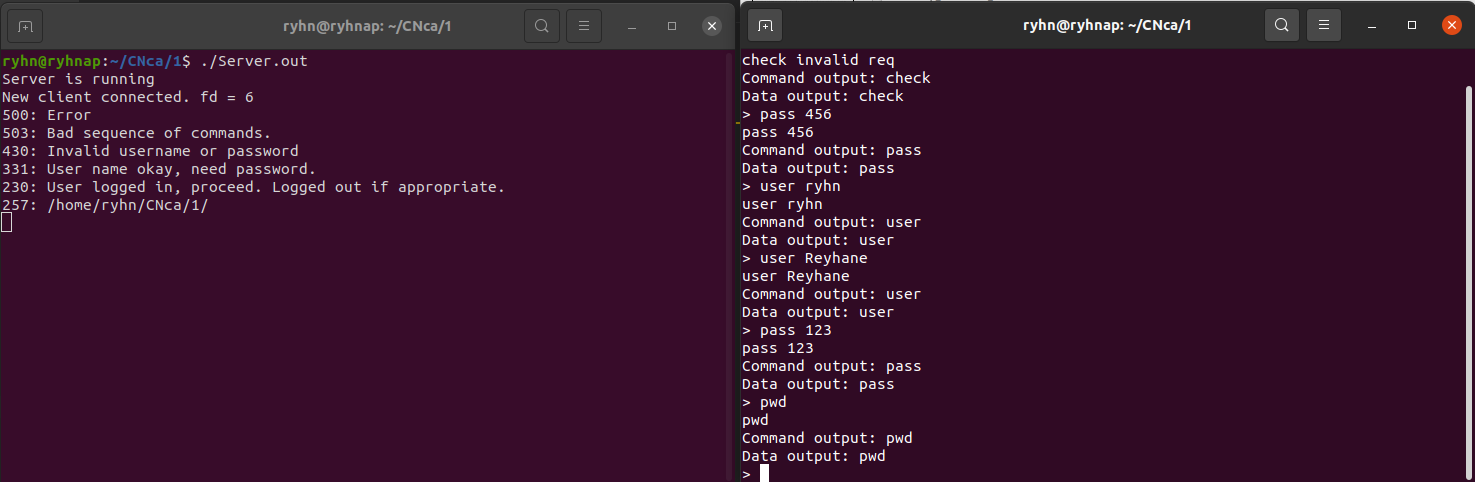 ryhn@ryhnap: ~/CNca/1
ryhn@ryhnap:~/CNca/1$ ./Server.out
Server is running
New client connected. fd = 6
500: Error
503: Bad sequence of commands.
430: Invalid username or password
331: User name okay, need password.
230: User logged in, proceed. Logged out if appropriate.
257: /home/ryhn/CNca/1/
ryhn@ryhnap: ~/CNca/1
check invalid req
Command output: check
Data output: check
> pass 456
pass 456
Command output: pass
Data output: pass
> user ryhn
user ryhn
Command output: user
Data output: user
> user Reyhane
user Reyhane
Command output: user
Data output: user
> pass 123
pass 123
Command output: pass
Data output: pass
> pwd
pwd
Command output: pwd
Data output: pwd
>